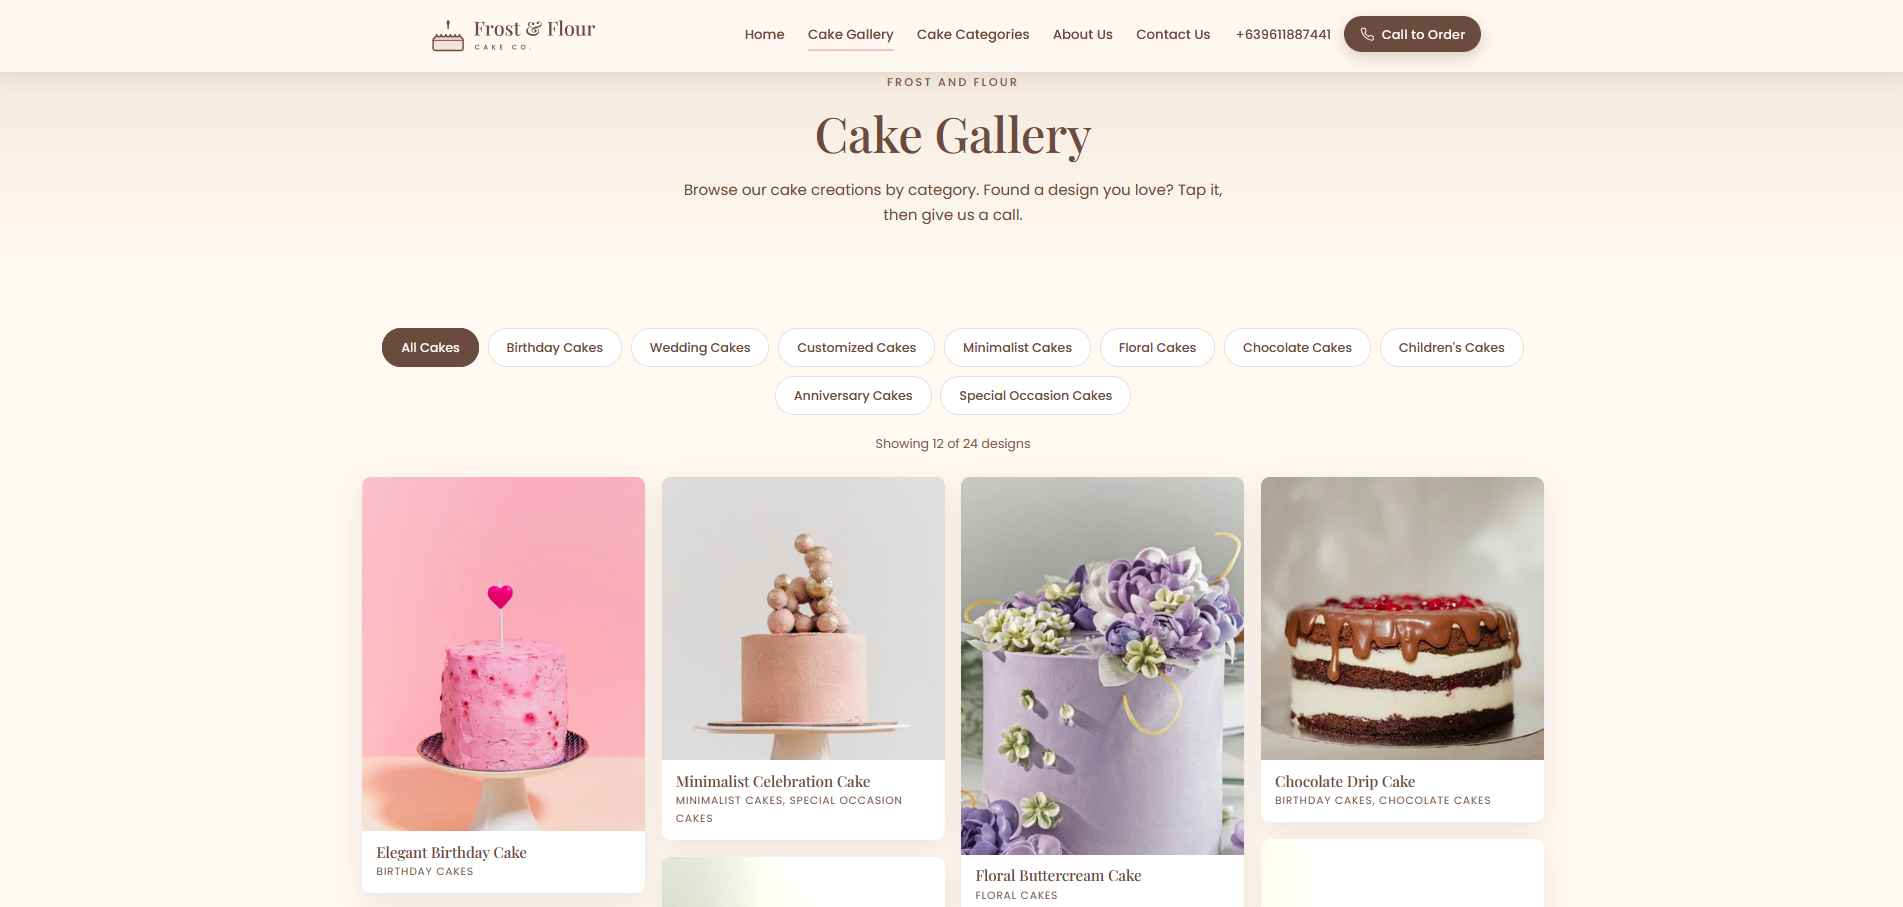 Frost & Flour
CAKE CO.
Home
Cake Gallery
Cake Categories
About Us
Contact Us
+639611887441
Call to Order
FROST AND FLOUR
Cake Gallery
Browse our cake creations by category. Found a design you love? Tap it,
then give us a call.
All Cakes
Birthday Cakes
Wedding Cakes
Customized Cakes
Minimalist Cakes
Floral Cakes
Chocolate Cakes
Children's Cakes
Anniversary Cakes
Special Occasion Cakes
Showing 12 of 24 designs
Elegant Birthday Cake
BIRTHDAY CAKES
Minimalist Celebration Cake
MINIMALIST CAKES, SPECIAL OCCASION
CAKES
Floral Buttercream Cake
FLORAL CAKES
Chocolate Drip Cake
BIRTHDAY CAKES, CHOCOLATE CAKES